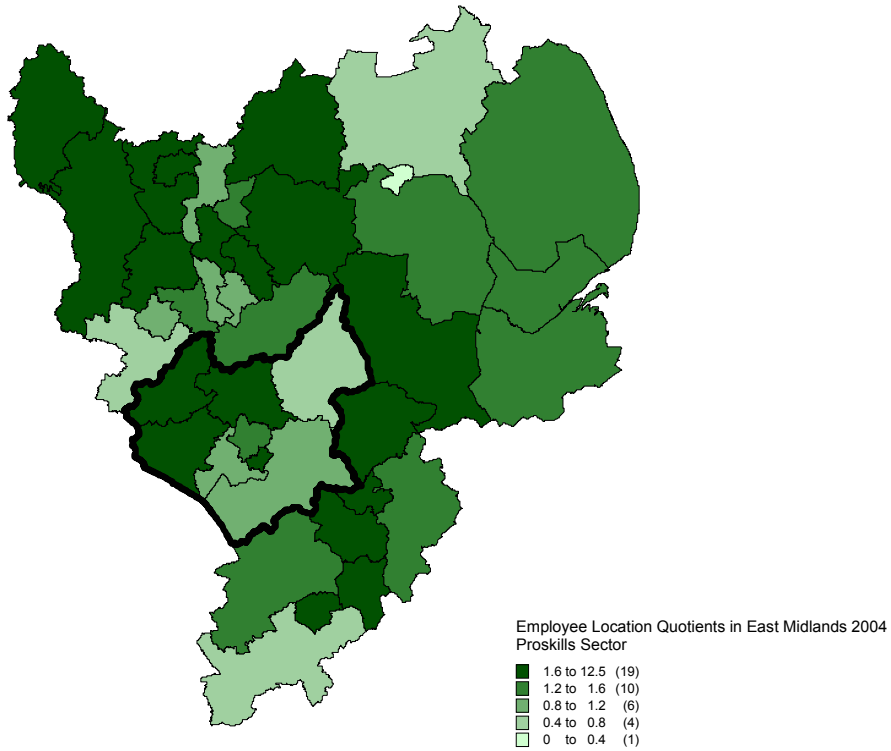 Employee Location Quotients in East Midlands 2004
Proskills Sector
1.6 to 12.5 (19)
1.2 to 1.6 (10)
0.8 to 1.2 (6)
0.4 to 0.8 (4)
0 to 0.4 (1)